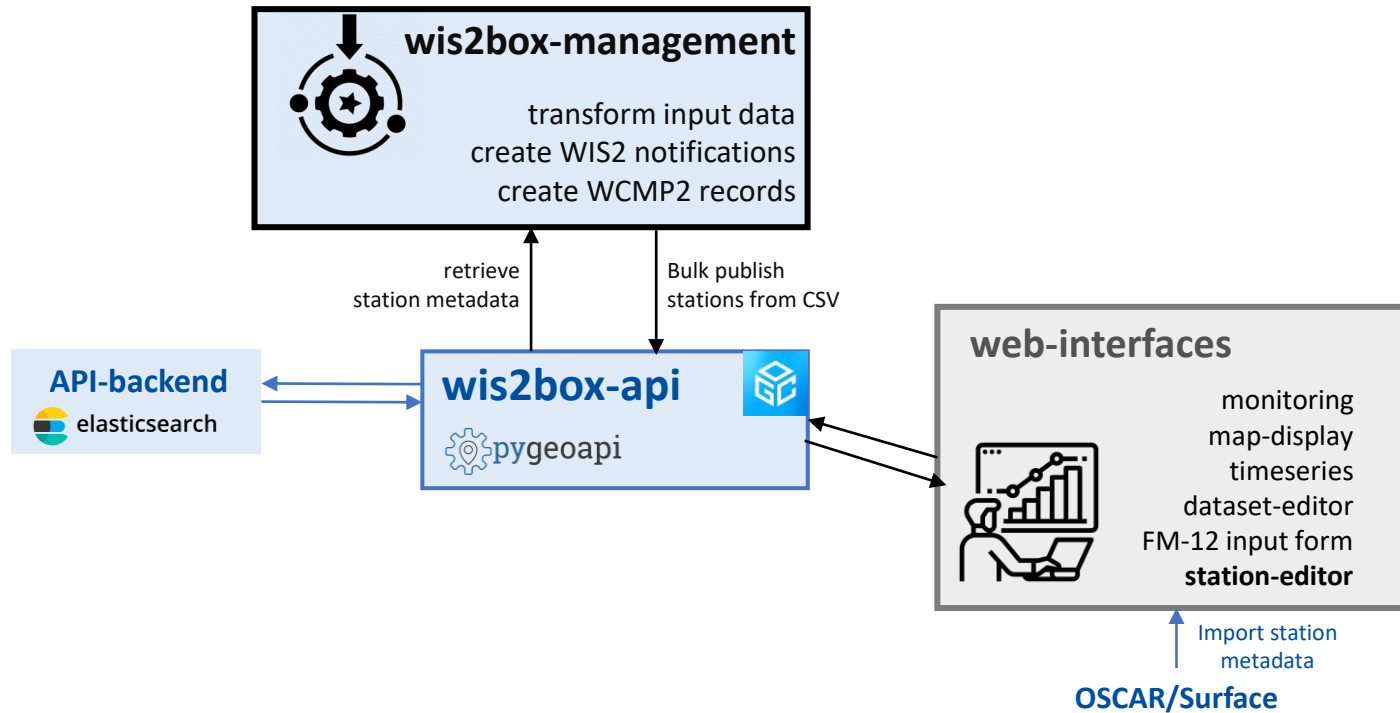 wis2box-management
transform input data
create WIS2 notifications
create WCMP2 records
retrieve
station metadata
Bulk publish
stations from CSV
API-backend
elasticsearch
wis2box-api
OGC
pygeoapi
web-interfaces
monitoring
map-display
timeseries
dataset-editor
FM-12 input form
station-editor
Import station
metadata
OSCAR/Surface